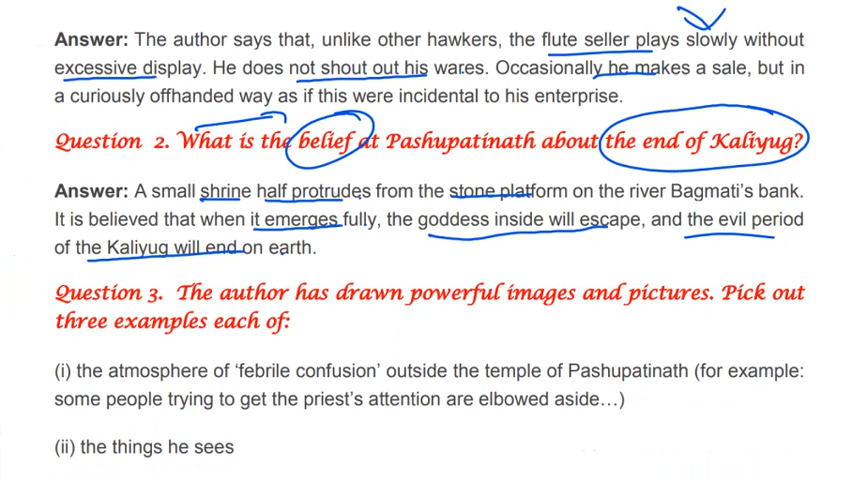 Answer: The author says that, unlike other hawkers, the flute seller plays slowly without
excessive display. He does not shout out his wares. Occasionally he makes a sale, but in
a curiously offhanded way as if this were incidental to his enterprise.
Question 2. What is the belief at Pashupatinath about the end of Kaliyug?
Answer: A small shrine half protrudes from the stone platform on the river Bagmati's bank.
It is believed that when it emerges fully, the goddess inside will escape, and the evil period
of the Kaliyug will end on earth.
Question 3. The author has drawn powerful images and pictures. Pick out
three examples each of:
(i) the atmosphere of 'febrile confusion' outside the temple of Pashupatinath (for example:
some people trying to get the priest's attention are elbowed aside…)
(ii) the things he sees